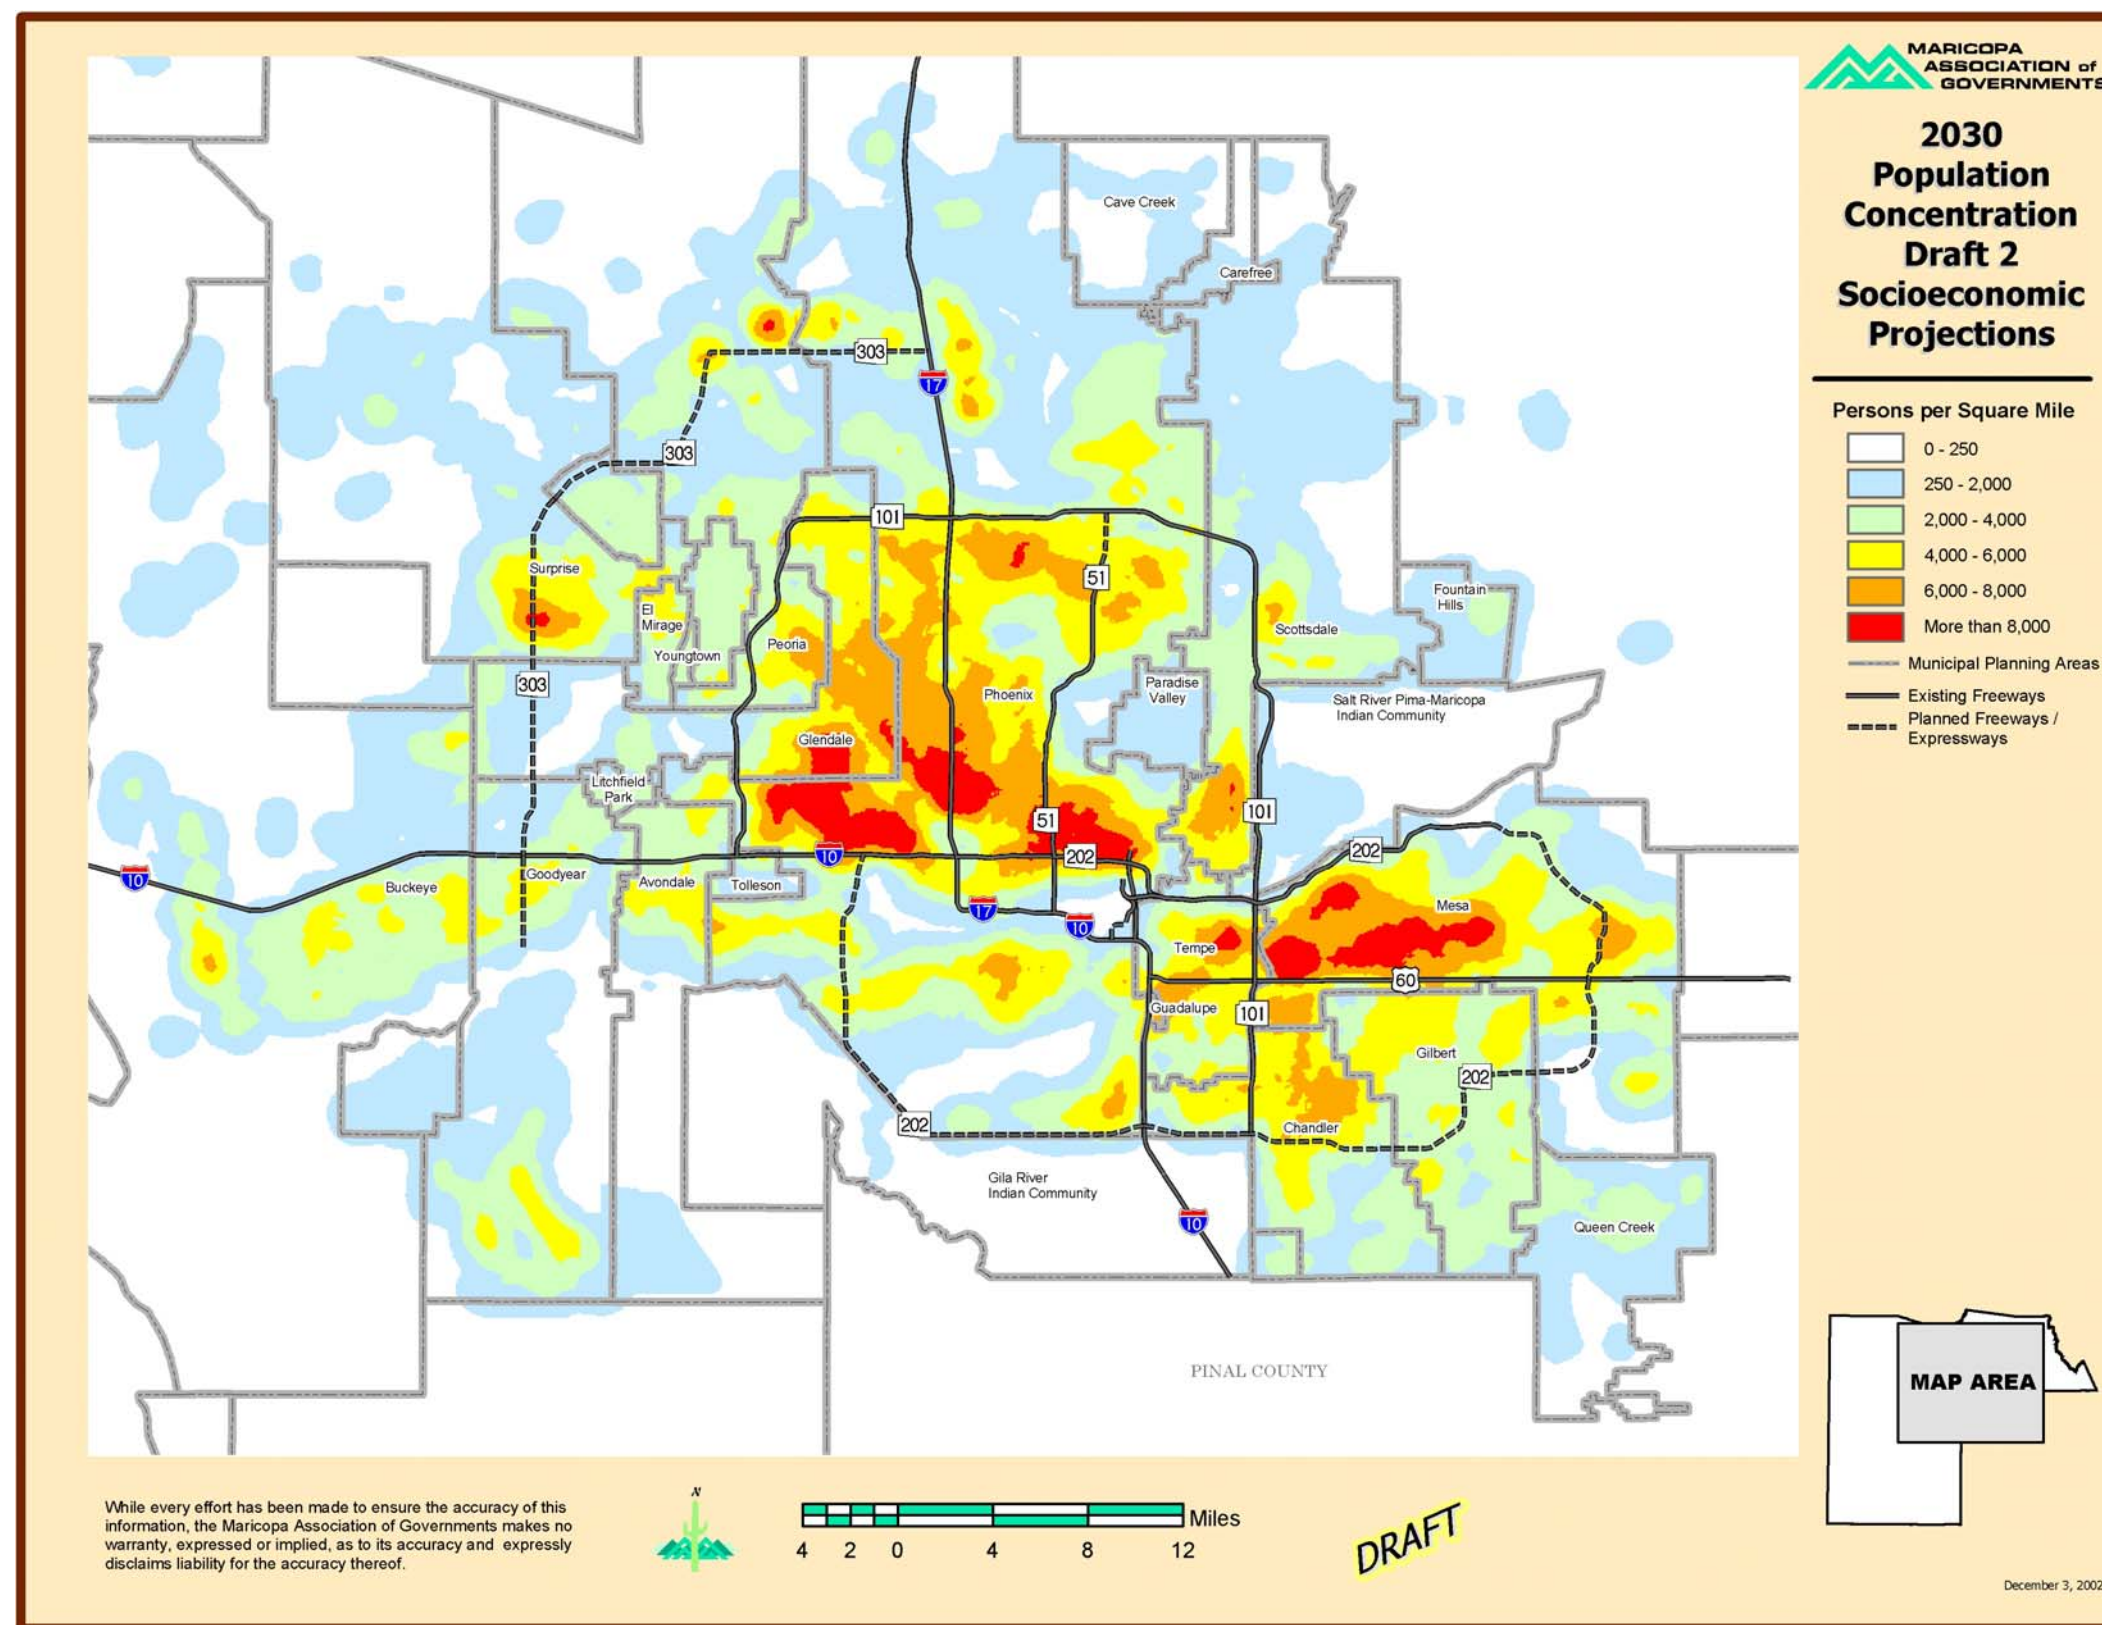 MARICOPA
ASSOCIATION of
GOVERNMENTS
2030
Population
Concentration
Draft 2
Socioeconomic
Projections
Persons per Square Mile
0 - 250
250 - 2,000
2,000 - 4,000
4,000 - 6,000
6,000 - 8,000
More than 8,000
Municipal Planning Areas
Existing Freeways
Planned Freeways /
Expressways
Cave Creek
Carefree
303
17
303
101
51
Surprise
Fountain
Hills
El
Mirage
Scottsdale
Peoria
Youngtown
303
Paradise
Valley
Phoenix
Salt River Pima-Maricopa
Indian Community
Glendale
Litchfield
Park
101
51
202
10
202
10
Buckeye
Goodyear
Avondale
Tolleson
17
10
Mesa
Tempe
60
Guadalupe
101
Gilbert
202
202
Chandler
Gila River
Indian Community
10
Queen Creek
PINAL COUNTY
MAP AREA
While every effort has been made to ensure the accuracy of this
information, the Maricopa Association of Governments makes no
warranty, expressed or implied, as to its accuracy and expressly
disclaims liability for the accuracy thereof.
N
Miles
4 2 0 4 8 12
DRAFT
December 3, 2002